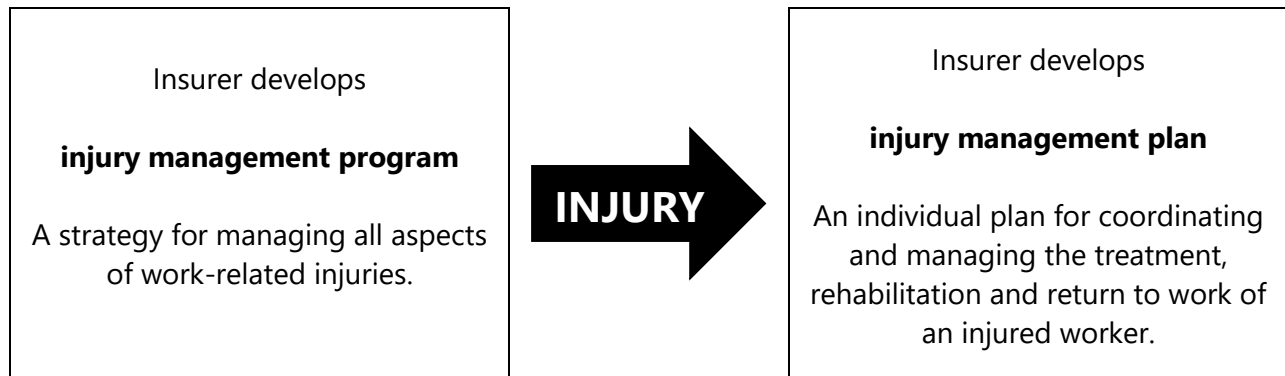 Insurer develops
injury management program
A strategy for managing all aspects
of work-related injuries.
INJURY
Insurer develops
injury management plan
An individual plan for coordinating
and managing the treatment,
rehabilitation and return to work of
an injured worker.